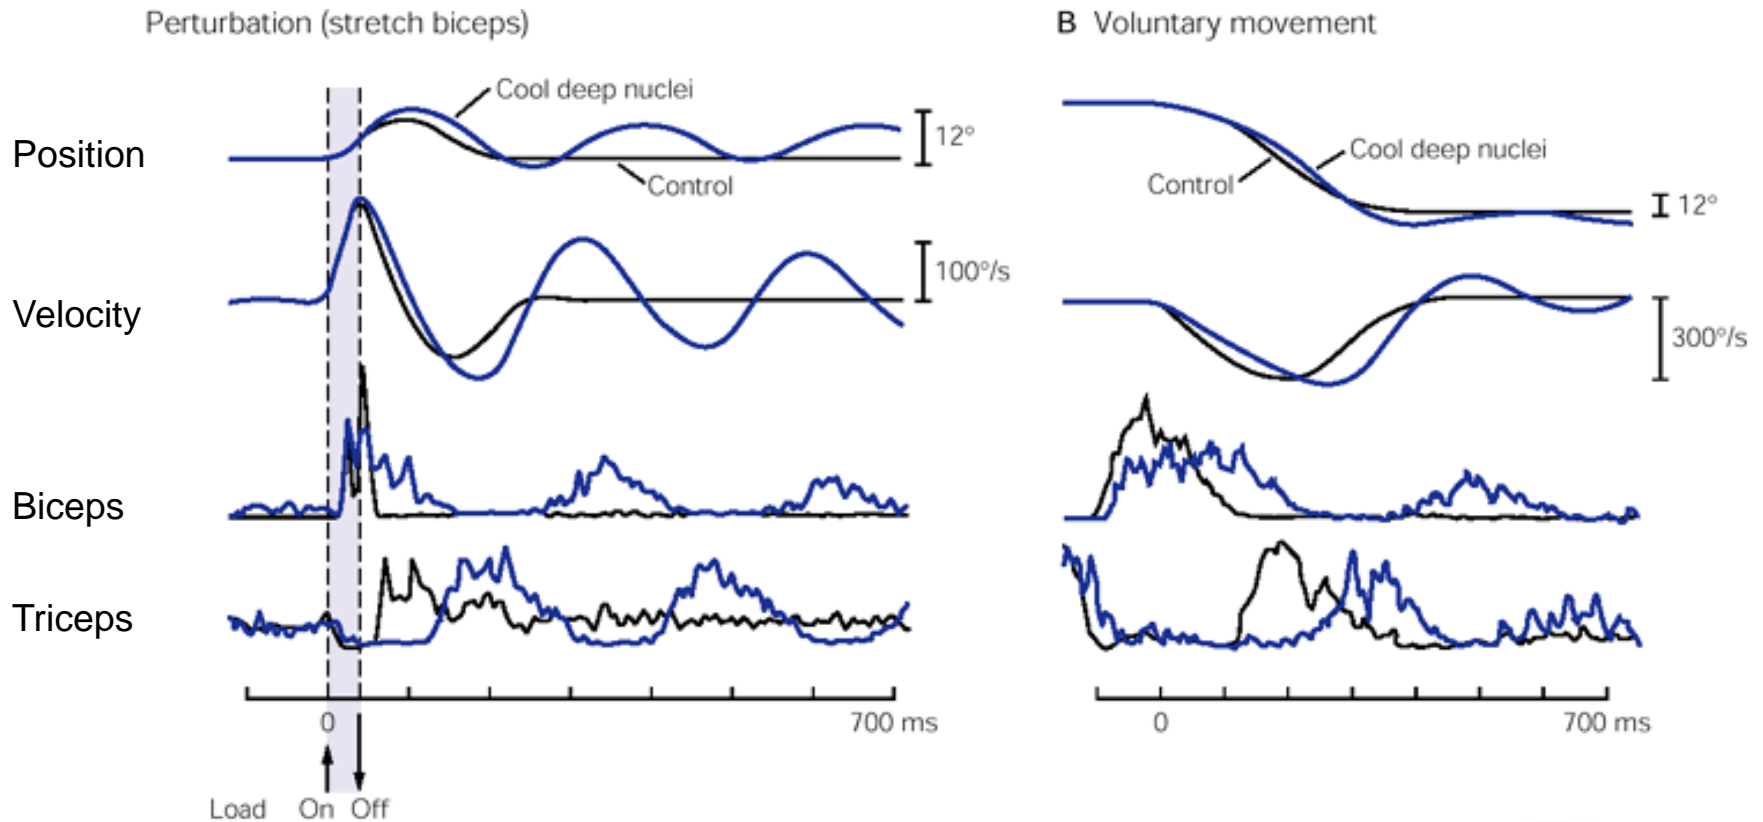 Perturbation (stretch biceps)
B Voluntary movement
Cool deep nuclei
Position
12°
Control
Cool deep nuclei
Control
12°
Velocity
100°/s
300°/s
Biceps
Triceps
0
700 ms
0
700 ms
Load On Off